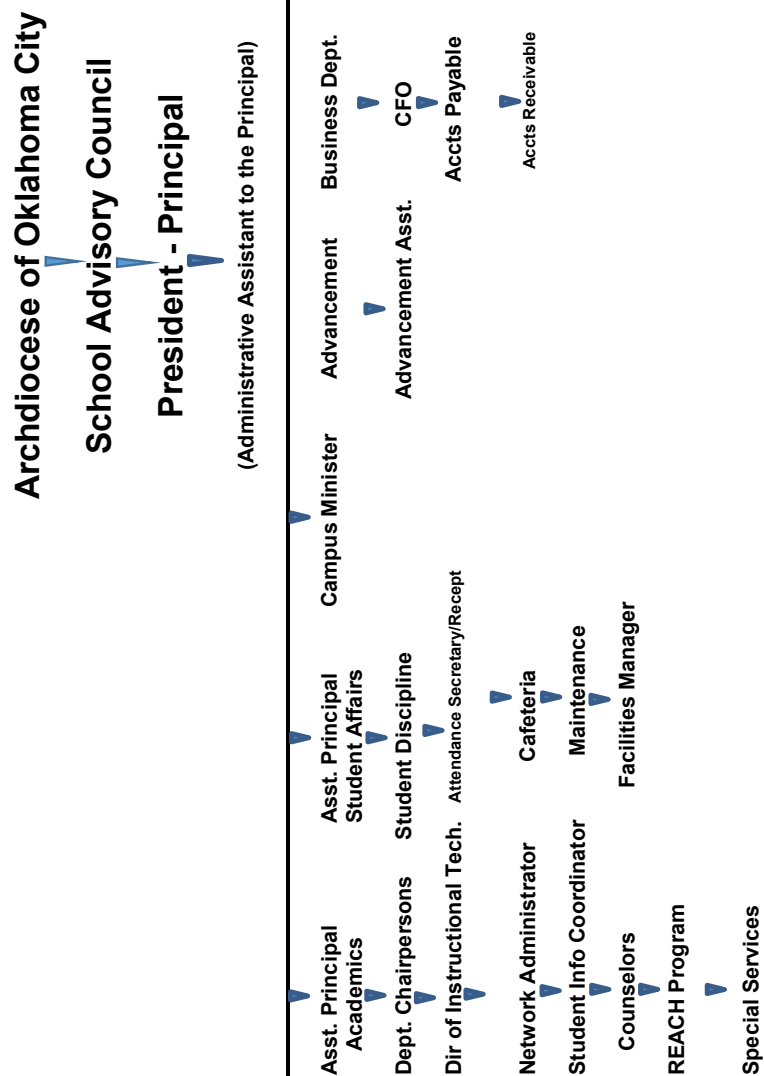 Archdiocese of Oklahoma City
School Advisory Council
President - Principal
(Administrative Assistant to the Principal)
Asst. Principal
Academics
Dept. Chairpersons
Dir of Instructional Tech.
Network Administrator
Student Info Coordinator
Counselors
REACH Program
Special Services
Asst. Principal
Student Affairs
Student Discipline
Attendance Secretary/Recept
Cafeteria
Maintenance
Facilities Manager
Campus Minister
Advancement
Advancement Asst.
Business Dept.
CFO
Accts Payable
Accts Receivable